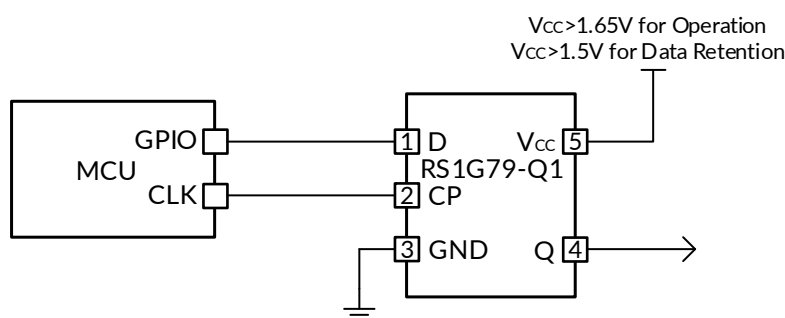 Vcc>1.65V for Operation
Vcc>1.5V for Data Retention
GPIO
MCU
CLK
1 D
Vcc 5
RS1G79-Q1
2 CP
3 GND
Q 4